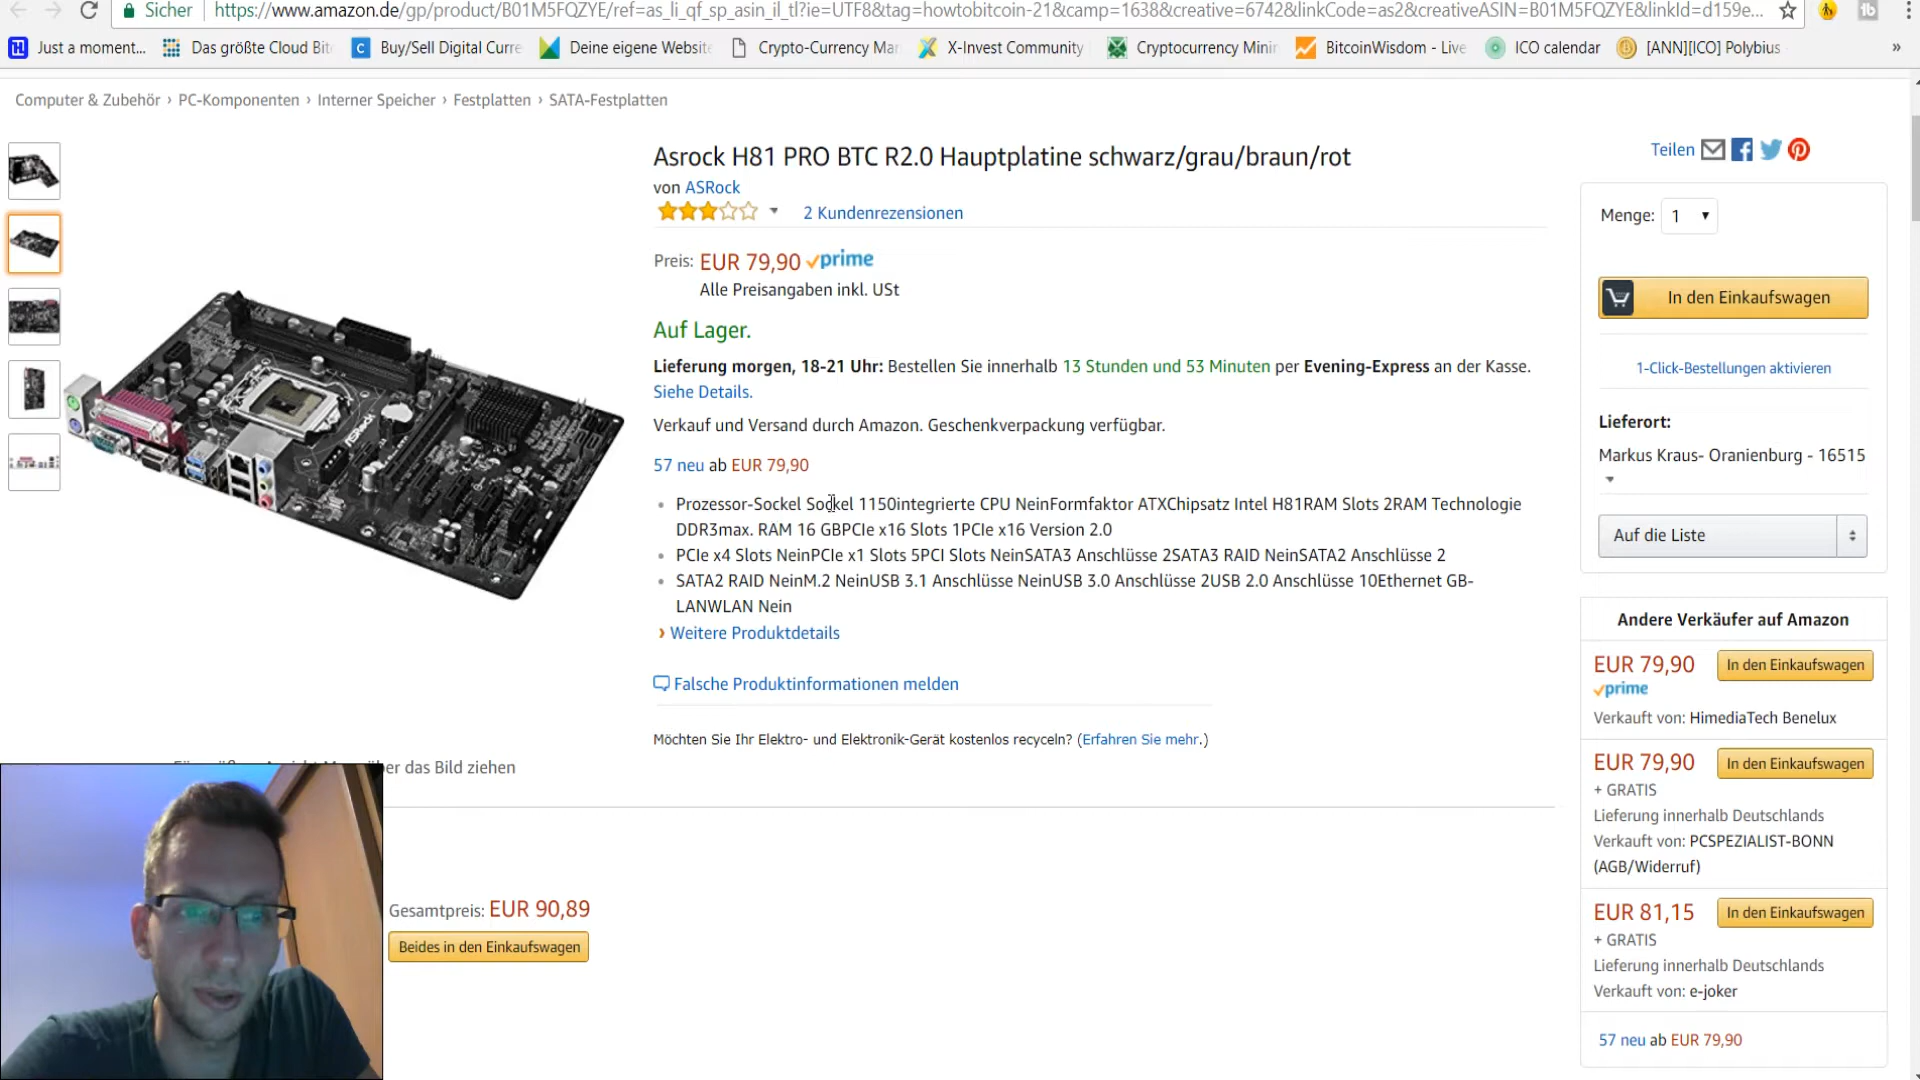 Sicher https://www.amazon.de/gp/product/B01M5FQZYE/ref=as_li_qf_sp_asin_il_tl?ie=UTF8&tag=howtobitcoin-21&camp=1638&creative=6742&linkCode=as2&creativeASIN=B01M5FQZYE&linkId=d159e...
Just a moment... Das größte Cloud Bit Buy/Sell Digital Curre Deine eigene Website Crypto-Currency Mar X-Invest Community Cryptocurrency Minin BitcoinWisdom - Live ICO calendar [ANN][ICO] Polybius »
Computer & Zubehör › PC-Komponenten › Interner Speicher › Festplatten › SATA-Festplatten
Asrock H81 PRO BTC R2.0 Hauptplatine schwarz/grau/braun/rot
von ASRock
2 Kundenrezensionen
Preis: EUR 79,90 prime
Alle Preisangaben inkl. USt
Auf Lager.
Lieferung morgen, 18-21 Uhr: Bestellen Sie innerhalb 13 Stunden und 53 Minuten per Evening-Express an der Kasse.
Siehe Details.
Verkauf und Versand durch Amazon. Geschenkverpackung verfügbar.
57 neu ab EUR 79,90
Prozessor-Sockel Sockel 1150integrierte CPU NeinFormfaktor ATXChipsatz Intel H81RAM Slots 2RAM Technologie
DDR3max. RAM 16 GBPCIe x16 Slots 1PCIe x16 Version 2.0
PCIe x4 Slots NeinPCIe x1 Slots 5PCI Slots NeinSATA3 Anschlüsse 2SATA3 RAID NeinSATA2 Anschlüsse 2
SATA2 RAID NeinM.2 NeinUSB 3.1 Anschlüsse NeinUSB 3.0 Anschlüsse 2USB 2.0 Anschlüsse 10Ethernet GB-
LANWLAN Nein
› Weitere Produktdetails
Falsche Produktinformationen melden
Möchten Sie Ihr Elektro- und Elektronik-Gerät kostenlos recyceln? (Erfahren Sie mehr.)
ASRock
er das Bild ziehen
Gesamtpreis: EUR 90,89
Beides in den Einkaufswagen
Teilen
Menge: 1
In den Einkaufswagen
1-Click-Bestellungen aktivieren
Lieferort:
Markus Kraus- Oranienburg - 16515
Auf die Liste
Andere Verkäufer auf Amazon
EUR 79,90 In den Einkaufswagen
prime
Verkauft von: HimediaTech Benelux
EUR 79,90 In den Einkaufswagen
+ GRATIS
Lieferung innerhalb Deutschlands
Verkauft von: PCSPEZIALIST-BONN
(AGB/Widerruf)
EUR 81,15 In den Einkaufswagen
+ GRATIS
Lieferung innerhalb Deutschlands
Verkauft von: e-joker
57 neu ab EUR 79,90